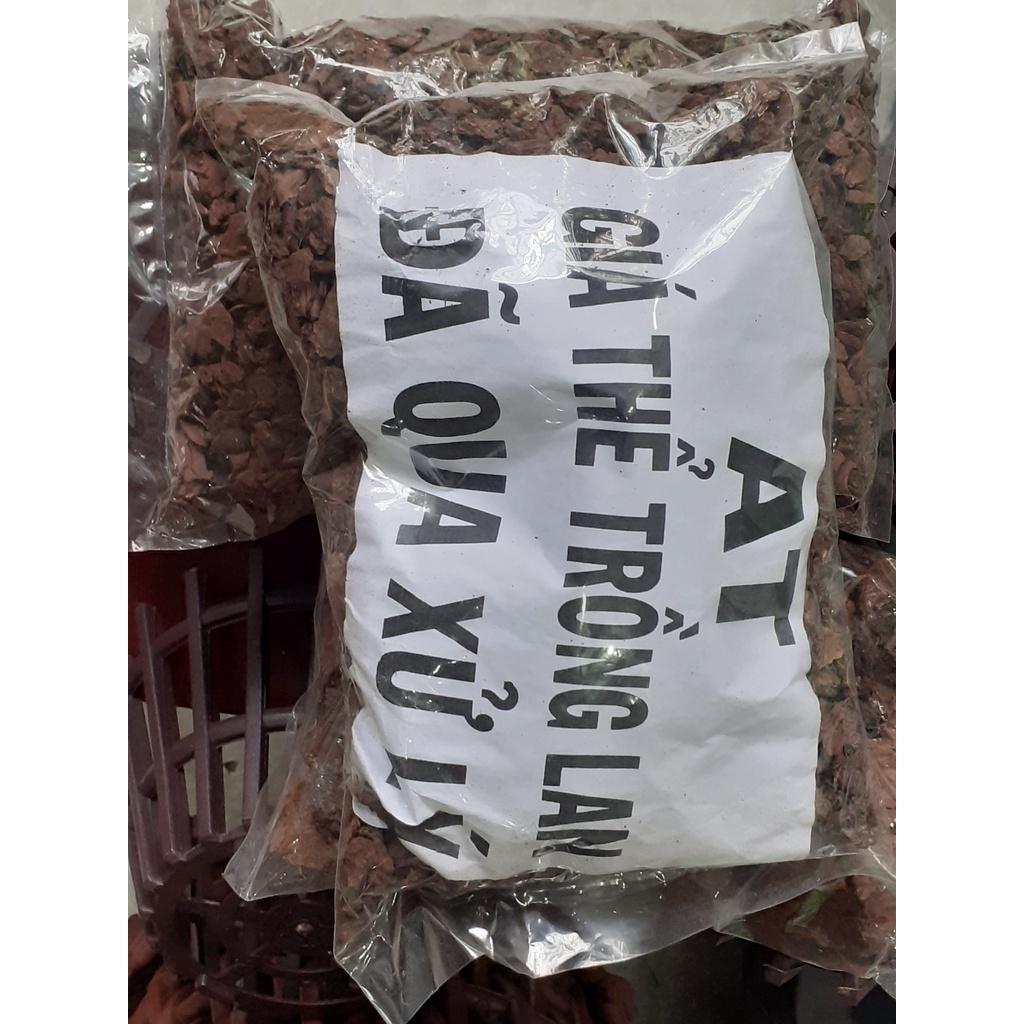 AT
GIÁ THỂ TRỒNG LAN
ĐÃ QUA XỬ LÝ